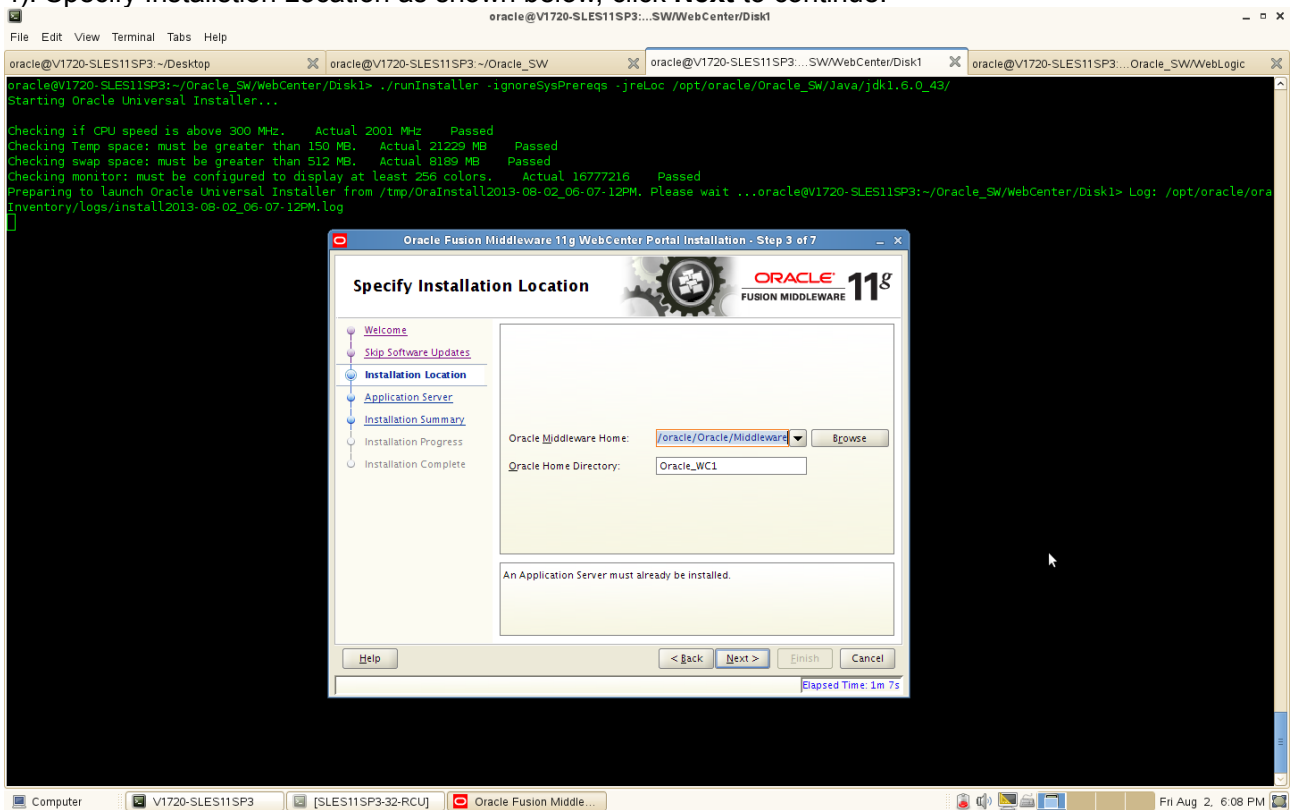 4). Specify Installation Location as shown below, click Next to continue.
oracle@V1720-SLES11SP3:...SW/WebCenter/Disk1
File Edit View Terminal Tabs Help
oracle@V1720-SLES11SP3:~/Desktop oracle@V1720-SLES11SP3:~/Oracle_SW oracle@V1720-SLES11SP3:...SW/WebCenter/Disk1 oracle@V1720-SLES11SP3:...Oracle_SW/WebLogic
oracle@V1720-SLES11SP3:~/Oracle_SW/WebCenter/Disk1> ./runInstaller -ignoreSysPrereqs -jreLoc /opt/oracle/Oracle_SW/Java/jdk1.6.0_43/
Starting Oracle Universal Installer...
Checking if CPU speed is above 300 MHz. Actual 2001 MHz Passed
Checking Temp space: must be greater than 150 MB. Actual 21229 MB Passed
Checking swap space: must be greater than 512 MB. Actual 8189 MB Passed
Checking monitor: must be configured to display at least 256 colors. Actual 16777216 Passed
Preparing to launch Oracle Universal Installer from /tmp/OraInstall2013-08-02_06-07-12PM. Please wait ...oracle@V1720-SLES11SP3:~/Oracle_SW/WebCenter/Disk1> Log: /opt/oracle/ora
Inventory/logs/install2013-08-02_06-07-12PM.log
Oracle Fusion Middleware 11g WebCenter Portal Installation - Step 3 of 7
Specify Installation Location
ORACLE
FUSION MIDDLEWARE 11g
Welcome
Skip Software Updates
Installation Location
Application Server
Installation Summary
Installation Progress
Installation Complete
Oracle Middleware Home: /oracle/Oracle/Middleware Browse
Oracle Home Directory: Oracle_WC1
An Application Server must already be installed.
Help < Back Next > Finish Cancel
Elapsed Time: 1m 7s
Computer V1720-SLES11SP3 [SLES11SP3-32-RCU] Oracle Fusion Middle... Fri Aug 2, 6:08 PM